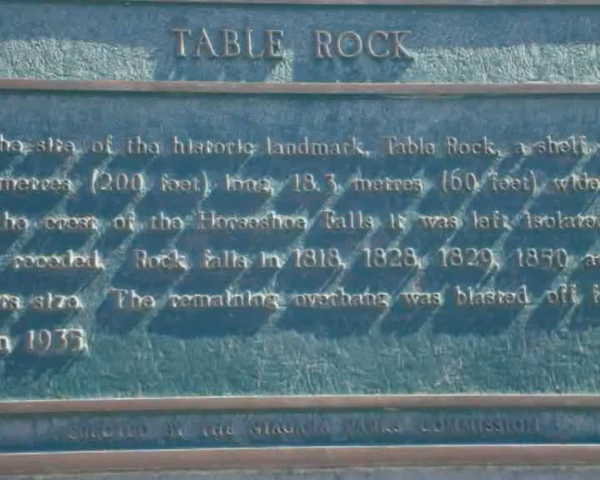 TABLE ROCK
he site of the historic landmark, Table Rock, a shelf
metres (200 feet) long, 18.3 metres (60 feet) wide
the crest of the Horseshoe Falls it was left isolated
receded. Rock falls in 1818, 1828, 1829, 1850 a
rs size. The remaining overhang was blasted off i
n 1935.
ERECTED BY THE NIAGARA PARKS COMMISSION